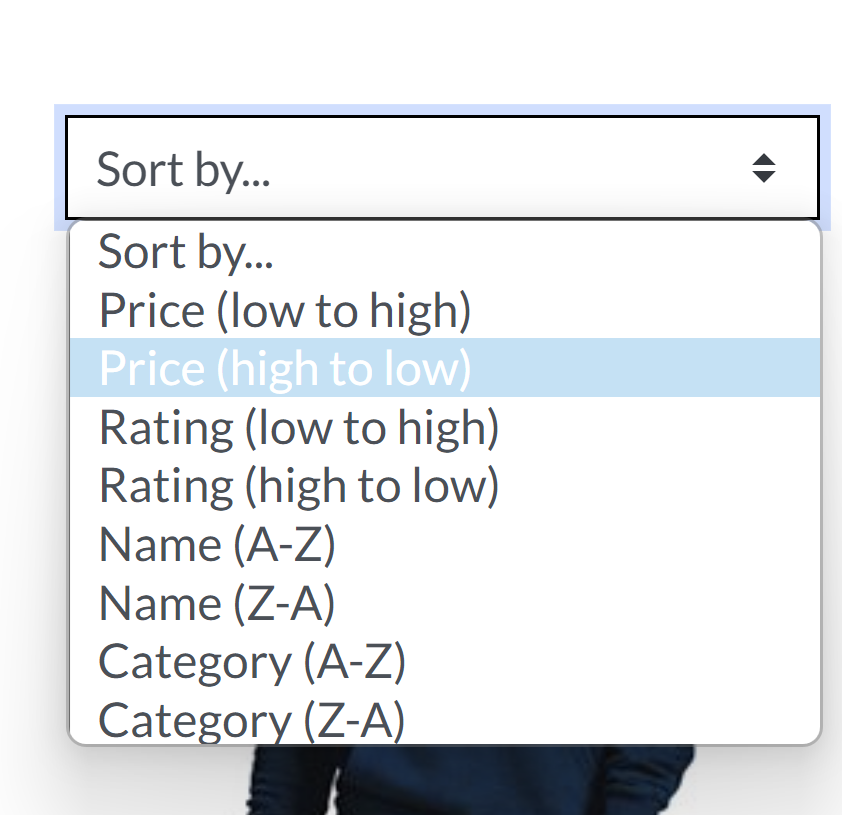 Sort by...
Sort by...
Price (low to high)
Price (high to low)
Rating (low to high)
Rating (high to low)
Name (A-Z)
Name (Z-A)
Category (A-Z)
Category (Z-A)